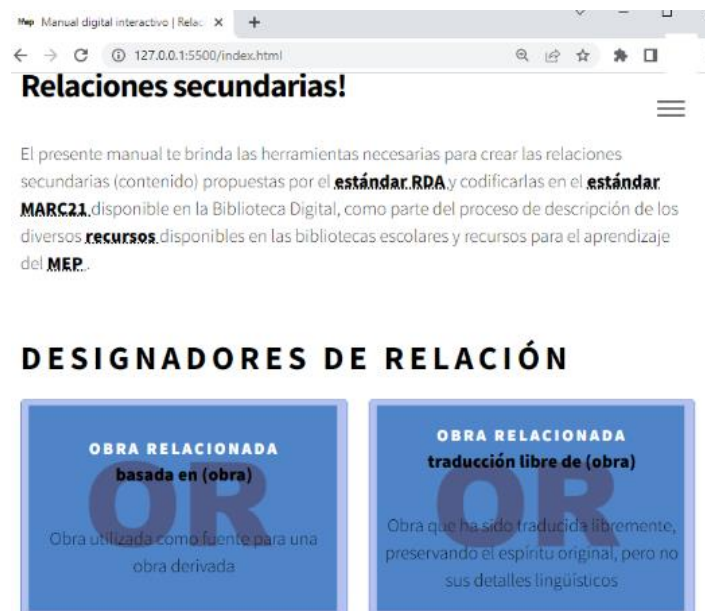 Mep Manual digital interactivo | Relac
127.0.0.1:5500/index.html
Relaciones secundarias!
El presente manual te brinda las herramientas necesarias para crear las relaciones
secundarias (contenido) propuestas por el estándar RDA y codificarlas en el estándar
MARC21 disponible en la Biblioteca Digital, como parte del proceso de descripción de los
diversos recursos disponibles en las bibliotecas escolares y recursos para el aprendizaje
del MEP.
DESIGNADORES DE RELACIÓN
OR
OBRA RELACIONADA
basada en (obra)
Obra utilizada como fuente para una
obra derivada
OR
OBRA RELACIONADA
traducción libre de (obra)
Obra que ha sido traducida libremente,
preservando el espíritu original, pero no
sus detalles lingüísticos